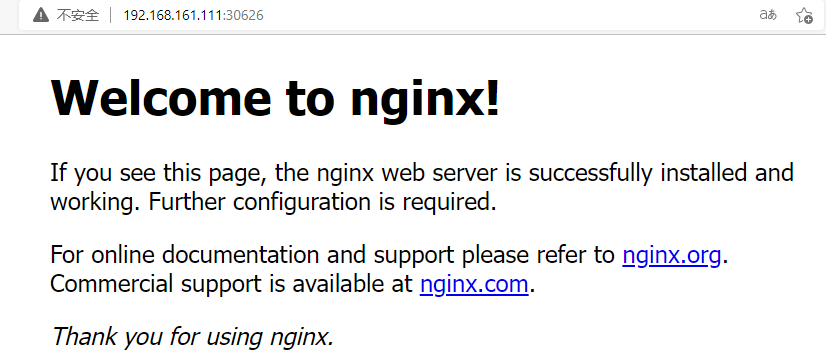 不安全 | 192.168.161.111:30626 aあ
Welcome to nginx!
If you see this page, the nginx web server is successfully installed and
working. Further configuration is required.
For online documentation and support please refer to nginx.org.
Commercial support is available at nginx.com.
Thank you for using nginx.